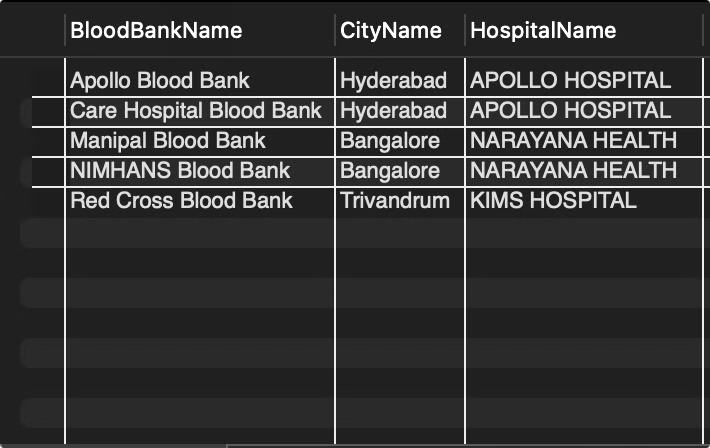 BloodBankName CityName HospitalName
Apollo Blood Bank Hyderabad APOLLO HOSPITAL
Care Hospital Blood Bank Hyderabad APOLLO HOSPITAL
Manipal Blood Bank Bangalore NARAYANA HEALTH
NIMHANS Blood Bank Bangalore NARAYANA HEALTH
Red Cross Blood Bank Trivandrum KIMS HOSPITAL